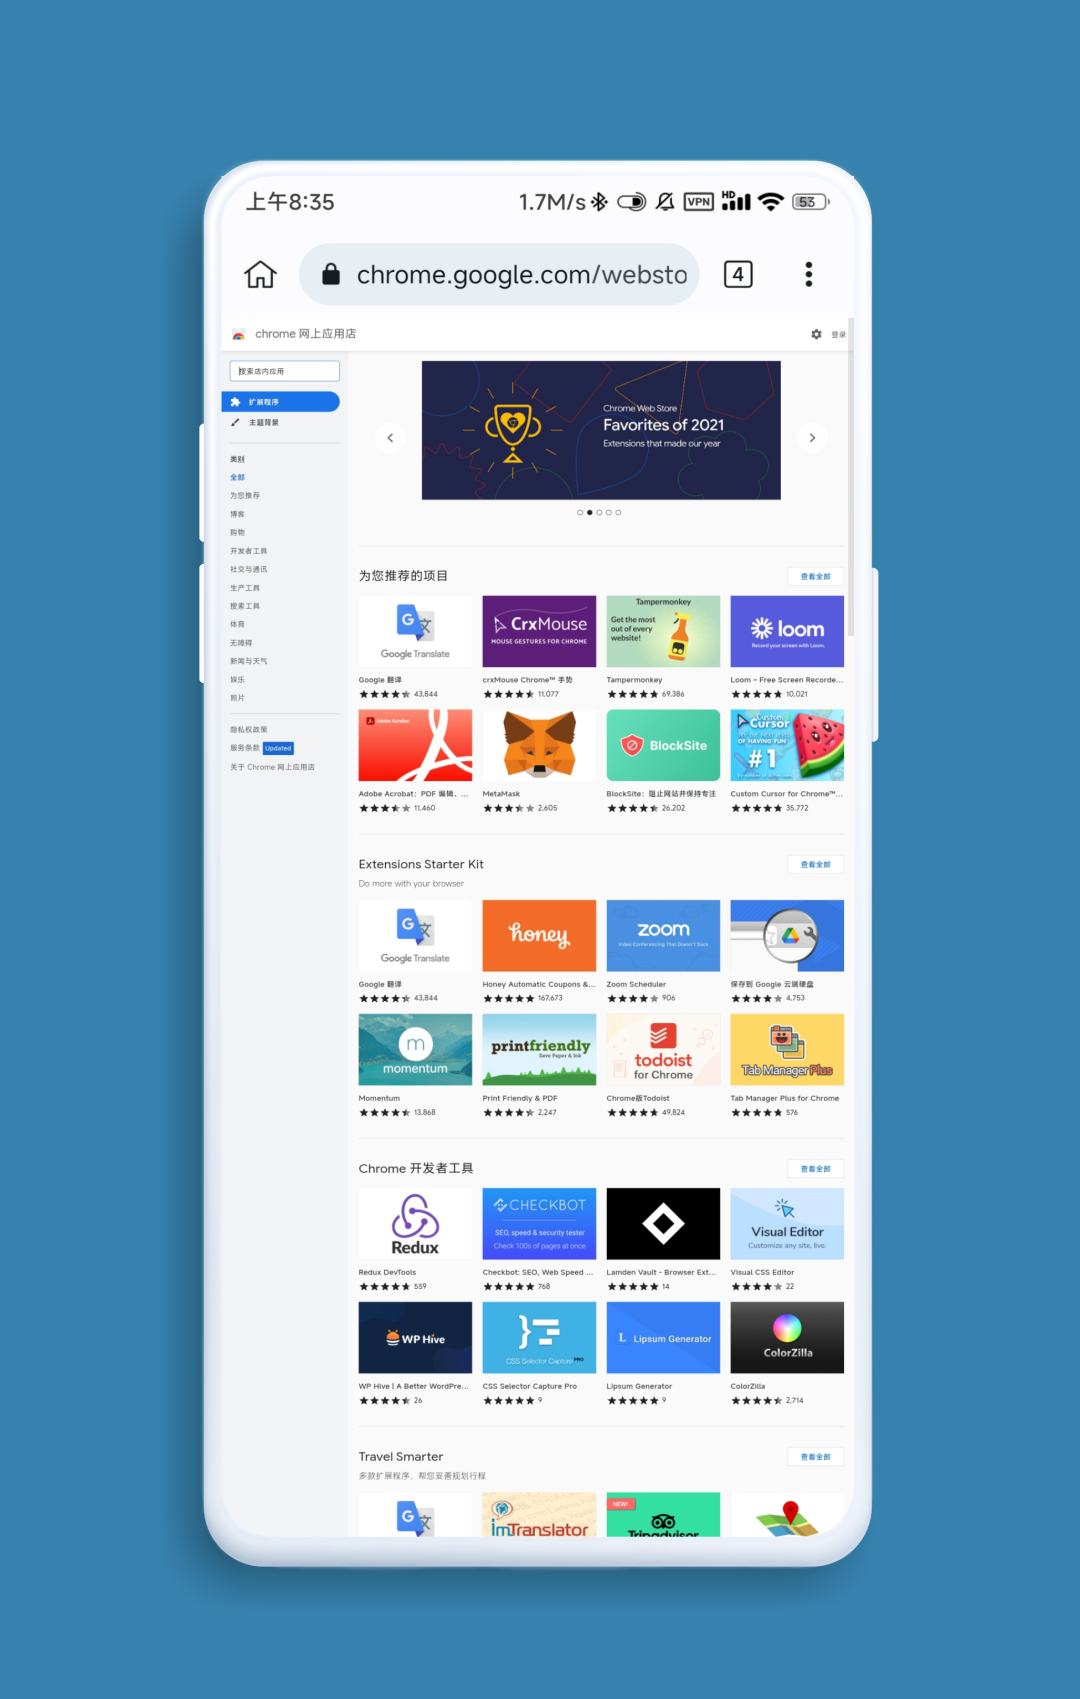 上午8:35
1.7M/s
VPN
HD
53
chrome.google.com/websto
4
chrome 网上应用店
登录
搜索店内应用
扩展程序
主题背景
类别
全部
为您推荐
博客
购物
开发者工具
社交与通讯
生产工具
搜索工具
体育
无障碍
新闻与天气
娱乐
照片
隐私权政策
服务条款 Updated
关于 Chrome 网上应用店
Chrome Web Store
Favorites of 2021
Extensions that made our year
为您推荐的项目
查看全部
Google Translate
CrxMouse
MOUSE GESTURES FOR CHROME
Tampermonkey
Get the most
out of every
website!
loom
Record your screen with Loom.
Google 翻译
crxMouse Chrome™ 手势
Tampermonkey
Loom – Free Screen Recorde...
43,844
11,077
69,386
10,021
Adobe Acrobat
BlockSite
Custom
Cursor
#1
Adobe Acrobat：PDF 编辑、...
MetaMask
BlockSite：阻止网站并保持专注
Custom Cursor for Chrome™...
11,460
2,605
26,202
35,772
Extensions Starter Kit
查看全部
Do more with your browser
Google Translate
honey
zoom
Video Conferencing That Doesn't Suck
Google 翻译
Honey Automatic Coupons &...
Zoom Scheduler
保存到 Google 云端硬盘
43,844
167,673
906
4,753
m
momentum
printfriendly
Save Paper & Ink
todoist
for Chrome
Tab Manager Plus
Momentum
Print Friendly & PDF
Chrome版Todoist
Tab Manager Plus for Chrome
13,868
2,247
49,824
576
Chrome 开发者工具
查看全部
Redux
CHECKBOT
SEO, speed & security tester
Check 100s of pages at once
Visual Editor
Customize any site, live.
Redux DevTools
Checkbot: SEO, Web Speed ...
Lamden Vault - Browser Ext...
Visual CSS Editor
559
768
14
22
WP Hive
CSS Selector Capture PRO
L Lipsum Generator
ColorZilla
WP Hive | A Better WordPre...
CSS Selector Capture Pro
Lipsum Generator
ColorZilla
26
9
9
2,714
Travel Smarter
查看全部
多款扩展程序，帮您妥善规划行程
imTranslator
NEW!
Tripadvisor